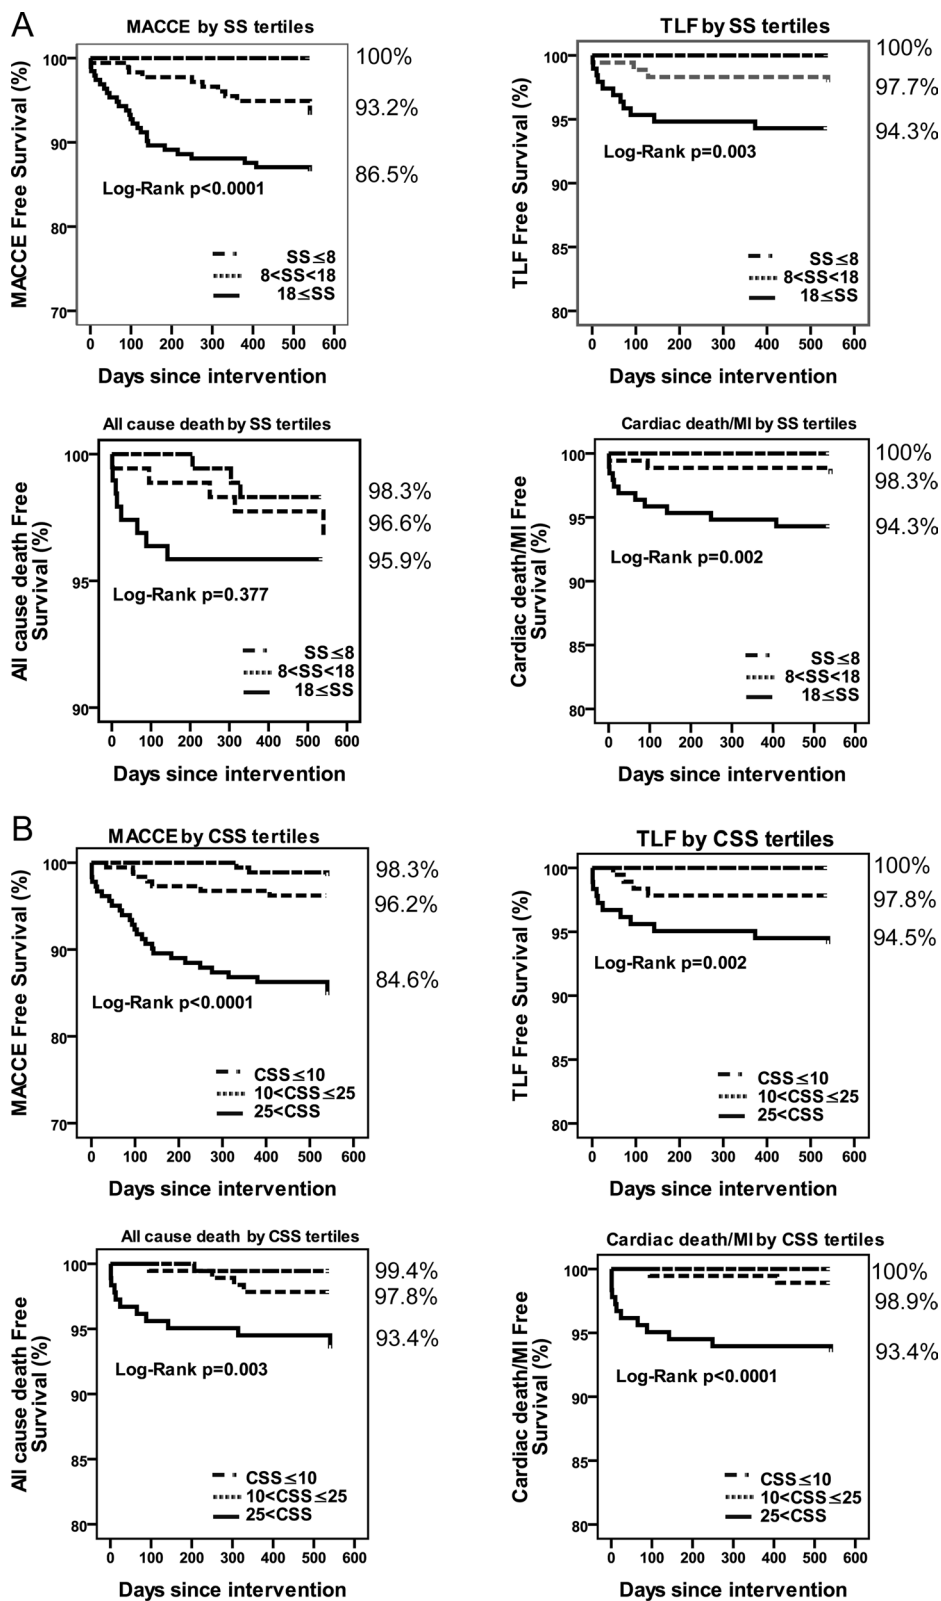 A
MACCE by SS tertiles
MACCE Free Survival (%)
100
90
80
70
100%
93.2%
86.5%
Log-Rank p<0.0001
SS≤8
8<SS<18
18≤SS
0 100 200 300 400 500 600
Days since intervention
TLF by SS tertiles
TLF Free Survival (%)
100
95
90
85
80
100%
97.7%
94.3%
Log-Rank p=0.003
SS≤8
8<SS<18
18≤SS
0 100 200 300 400 500 600
Days since intervention
All cause death by SS tertiles
All cause death Free
Survival (%)
100
95
90
98.3%
96.6%
95.9%
Log-Rank p=0.377
SS≤8
8<SS<18
18≤SS
0 100 200 300 400 500 600
Days since intervention
Cardiac death/MI by SS tertiles
Cardiac death/MI Free
Survival (%)
100
95
90
85
80
100%
98.3%
94.3%
Log-Rank p=0.002
SS≤8
8<SS<18
18≤SS
0 100 200 300 400 500 600
Days since intervention
B
MACCE by CSS tertiles
MACCE Free Survival (%)
100
90
80
70
98.3%
96.2%
84.6%
Log-Rank p<0.0001
CSS≤10
10<CSS≤25
25<CSS
0 100 200 300 400 500 600
Days since intervention
TLF by CSS tertiles
TLF Free Survival (%)
100
95
90
85
80
100%
97.8%
94.5%
Log-Rank p=0.002
CSS≤10
10<CSS≤25
25<CSS
0 100 200 300 400 500 600
Days since intervention
All cause death by CSS tertiles
All cause death Free
Survival (%)
100
95
90
85
80
99.4%
97.8%
93.4%
Log-Rank p=0.003
CSS≤10
10<CSS≤25
25<CSS
0 100 200 300 400 500 600
Days since intervention
Cardiac death/MI by CSS tertiles
Cardiac death/MI Free
Survival (%)
100
95
90
85
80
100%
98.9%
93.4%
Log-Rank p<0.0001
CSS≤10
10<CSS≤25
25<CSS
0 100 200 300 400 500 600
Days since intervention